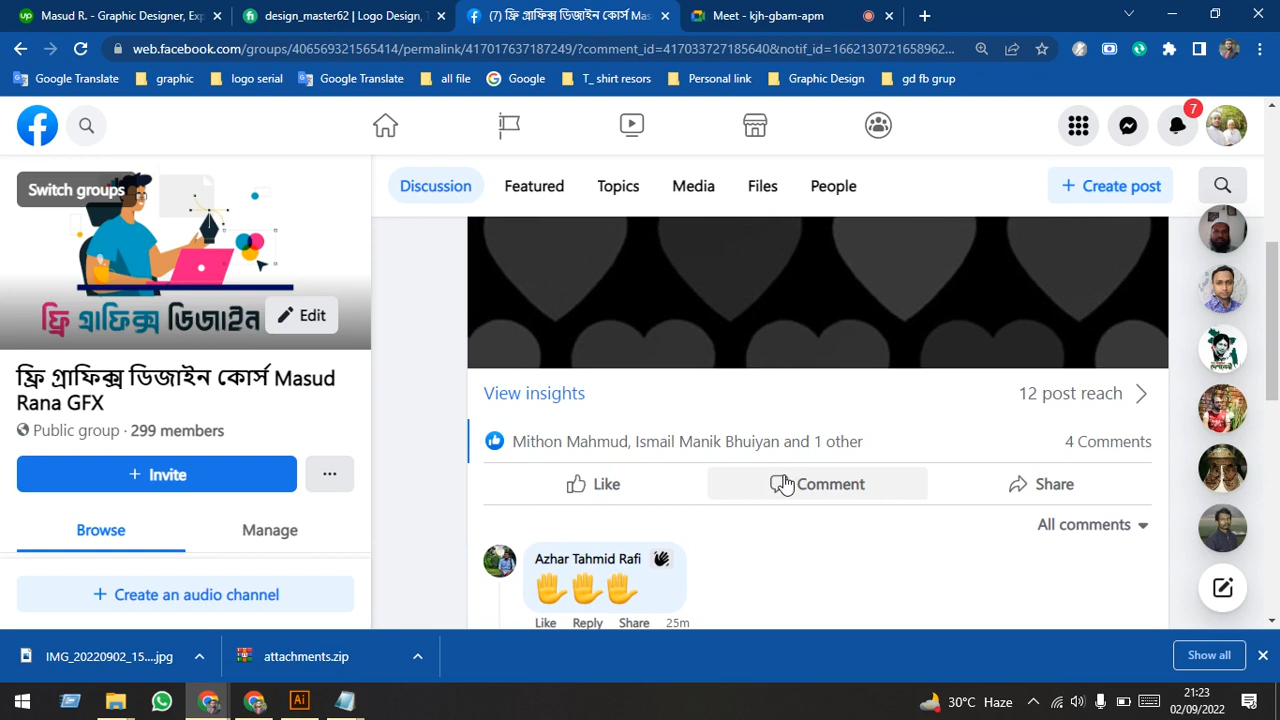 Masud R. - Graphic Designer, Exp
design_master62 | Logo Design, T
(7) ফ্রি গ্রাফিক্স ডিজাইন কোর্স Mas
Meet - kjh-gbam-apm
web.facebook.com/groups/406569321565414/permalink/417017637187249/?comment_id=417033727185640&notif_id=1662130721658962...
Google Translate
graphic
logo serial
Google Translate
all file
Google
T_ shirt resors
Personal link
Graphic Design
gd fb grup
7
Switch groups
Discussion
Featured
Topics
Media
Files
People
+ Create post
ফ্রি গ্রাফিক্স ডিজাইন
Edit
ফ্রি গ্রাফিক্স ডিজাইন কোর্স Masud
Rana GFX
Public group · 299 members
+ Invite
...
Browse
Manage
+ Create an audio channel
View insights
12 post reach
Mithon Mahmud, Ismail Manik Bhuiyan and 1 other
4 Comments
Like
Comment
Share
All comments
Azhar Tahmid Rafi 👋
🖐🖐🖐
Like Reply Share 25m
IMG_20220902_15....jpg
attachments.zip
Show all
Ai
30°C Haze
21:23
02/09/2022